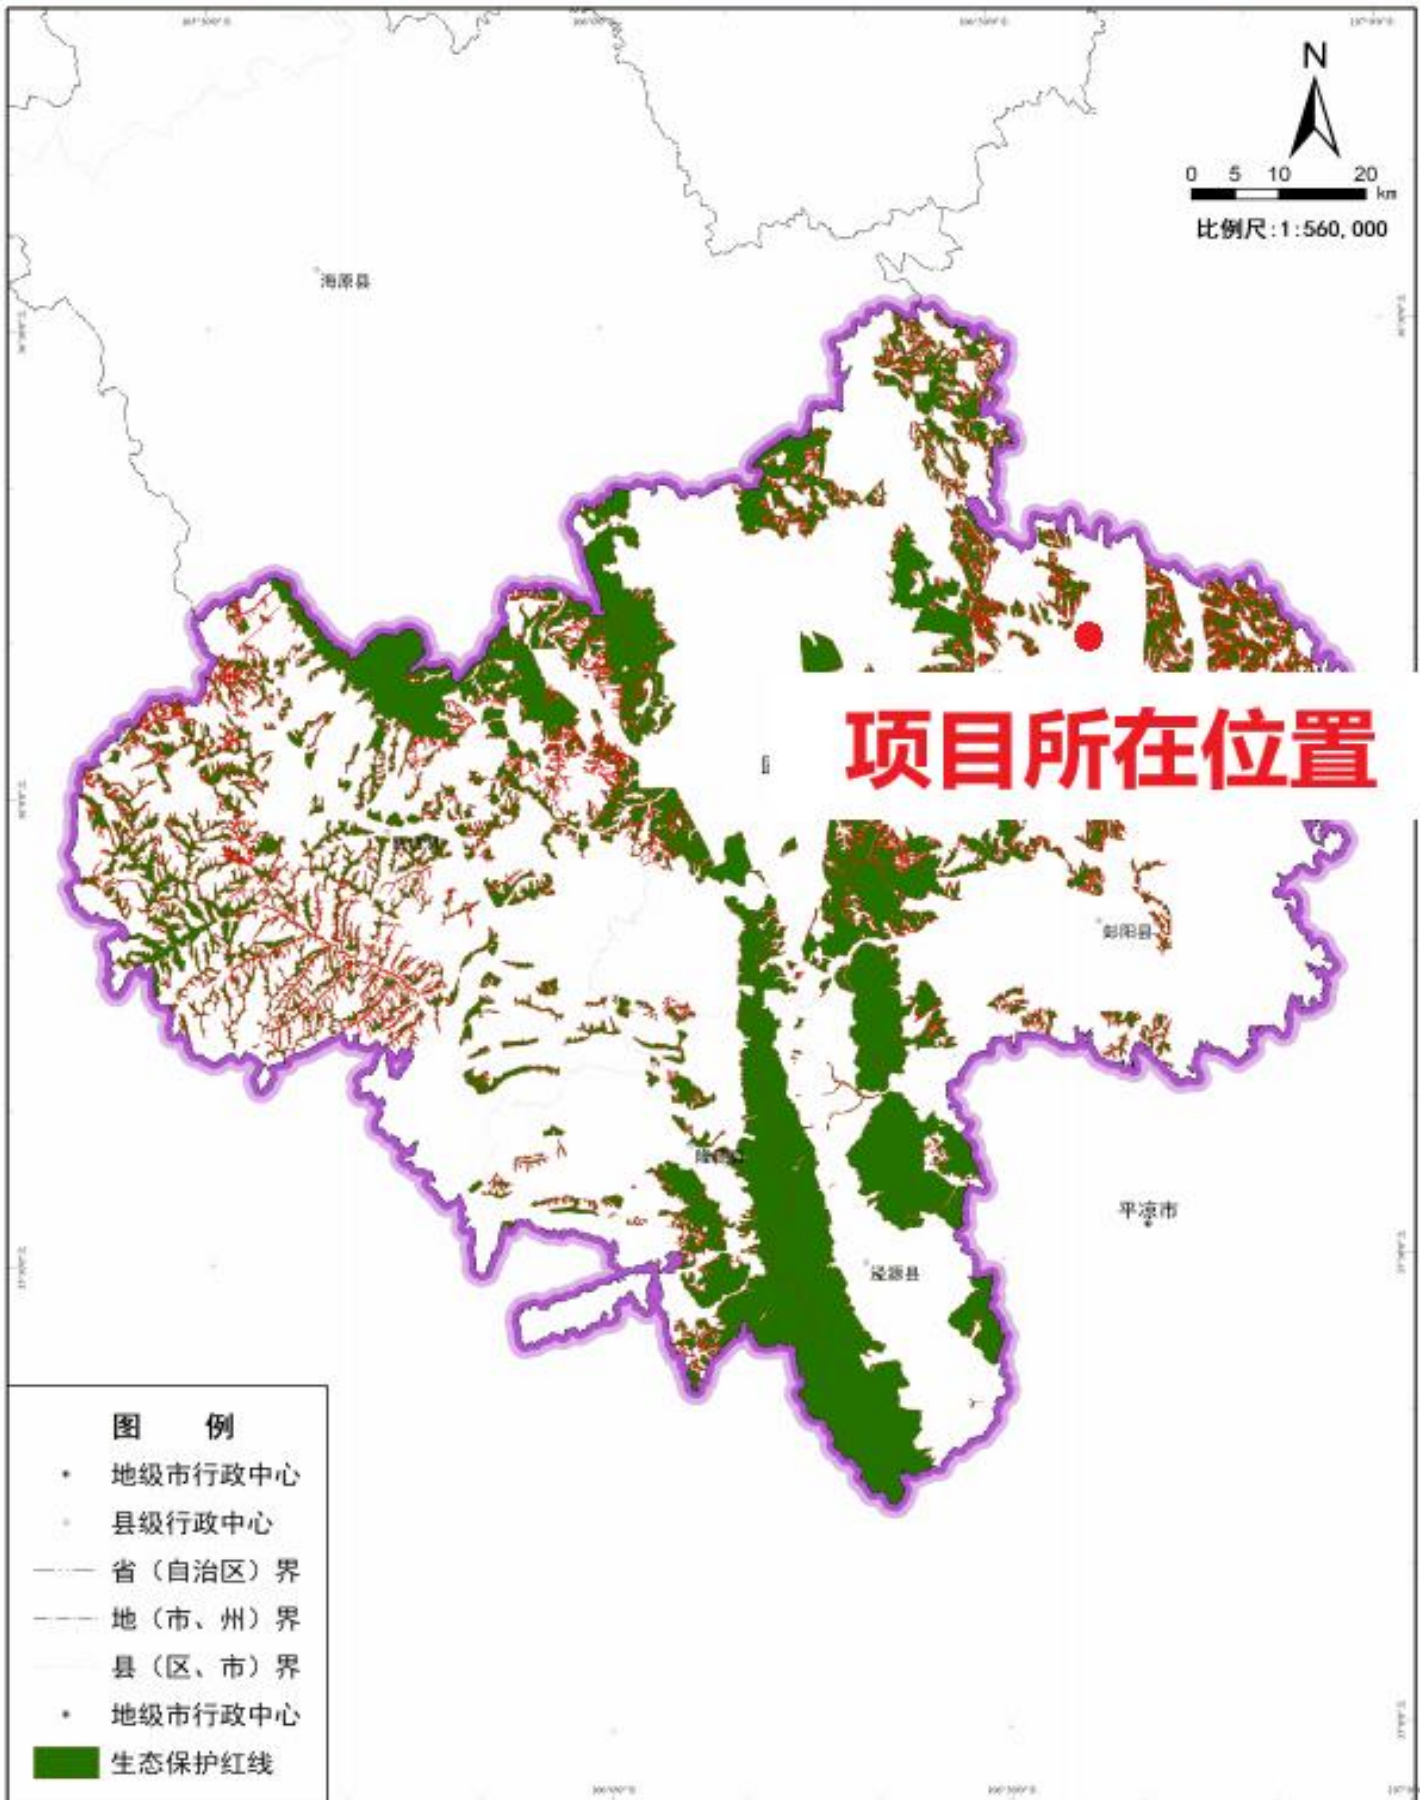 N
0 5 10 20
km
比例尺:1:560,000
海原县
项目所在位置
彭阳县
平凉市
泾源县
图 例
地级市行政中心
县级行政中心
省（自治区）界
地（市、州）界
县（区、市）界
地级市行政中心
生态保护红线